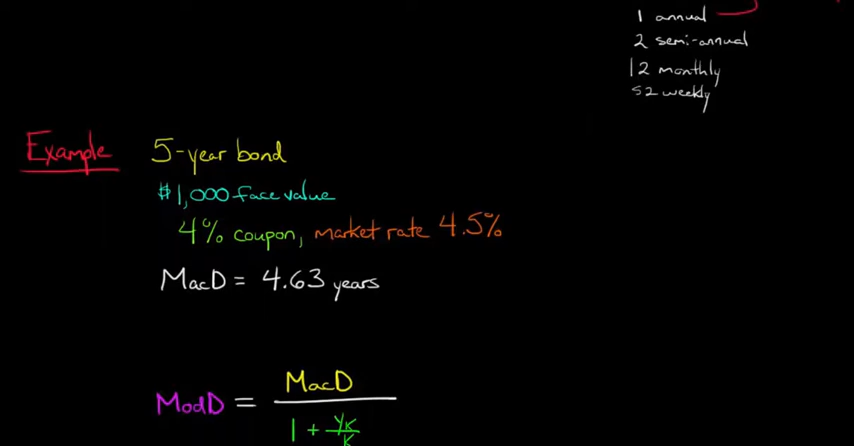 1 annual
2 semi-annual
12 monthly
52 weekly
Example 5-year bond
$1,000 face value
4% coupon, market rate 4.5%
MacD = 4.63 years
ModD = MacD
1 + yk
k